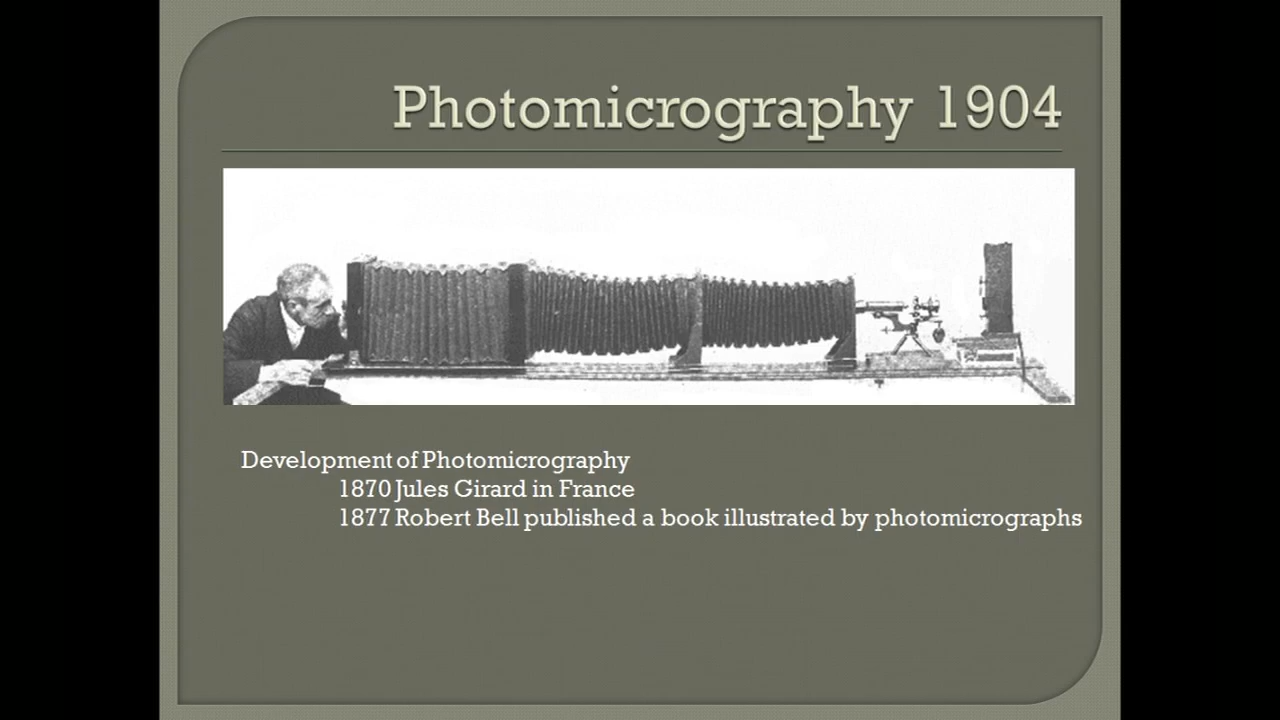 Photomicrography 1904
Development of Photomicrography
1870 Jules Girard in France
1877 Robert Bell published a book illustrated by photomicrographs